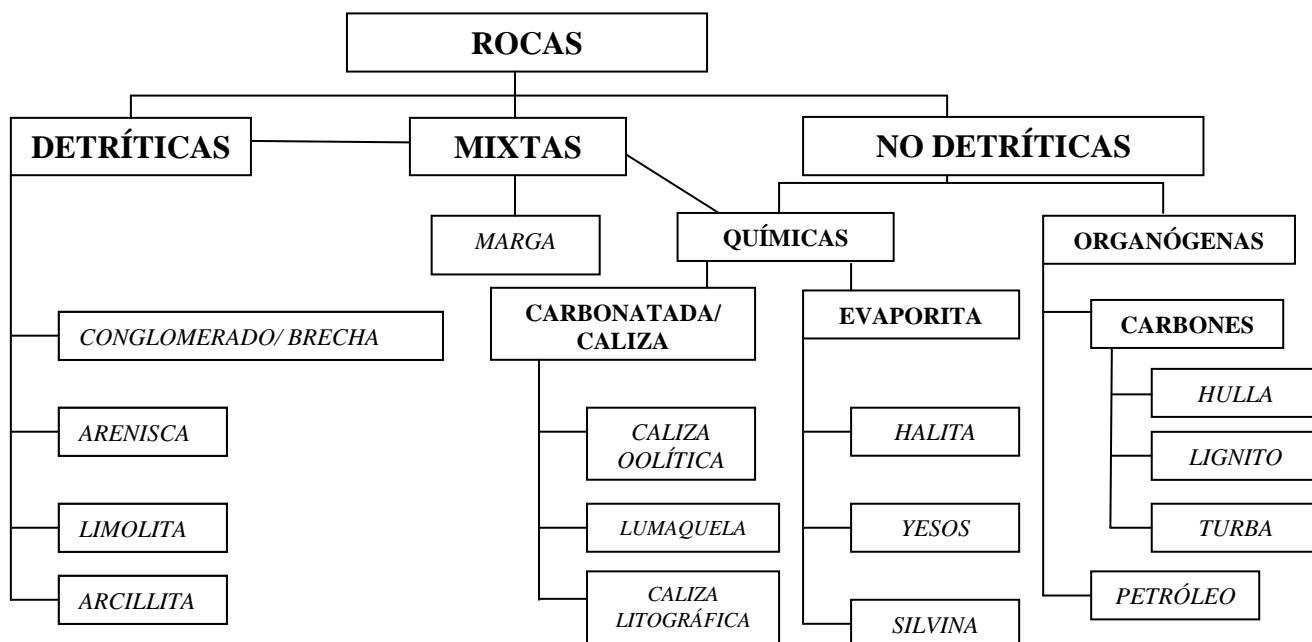 ROCAS
DETRÍTICAS
MIXTAS
NO DETRÍTICAS
MARGA
QUÍMICAS
ORGANÓGENAS
CONGLOMERADO/ BRECHA
CARBONATADA/
CALIZA
EVAPORITA
CARBONES
HULLA
ARENISCA
CALIZA
OOLÍTICA
HALITA
LIGNITO
LIMOLITA
LUMAQUELA
YESOS
TURBA
ARCILLITA
CALIZA
LITOGRÁFICA
SILVINA
PETRÓLEO